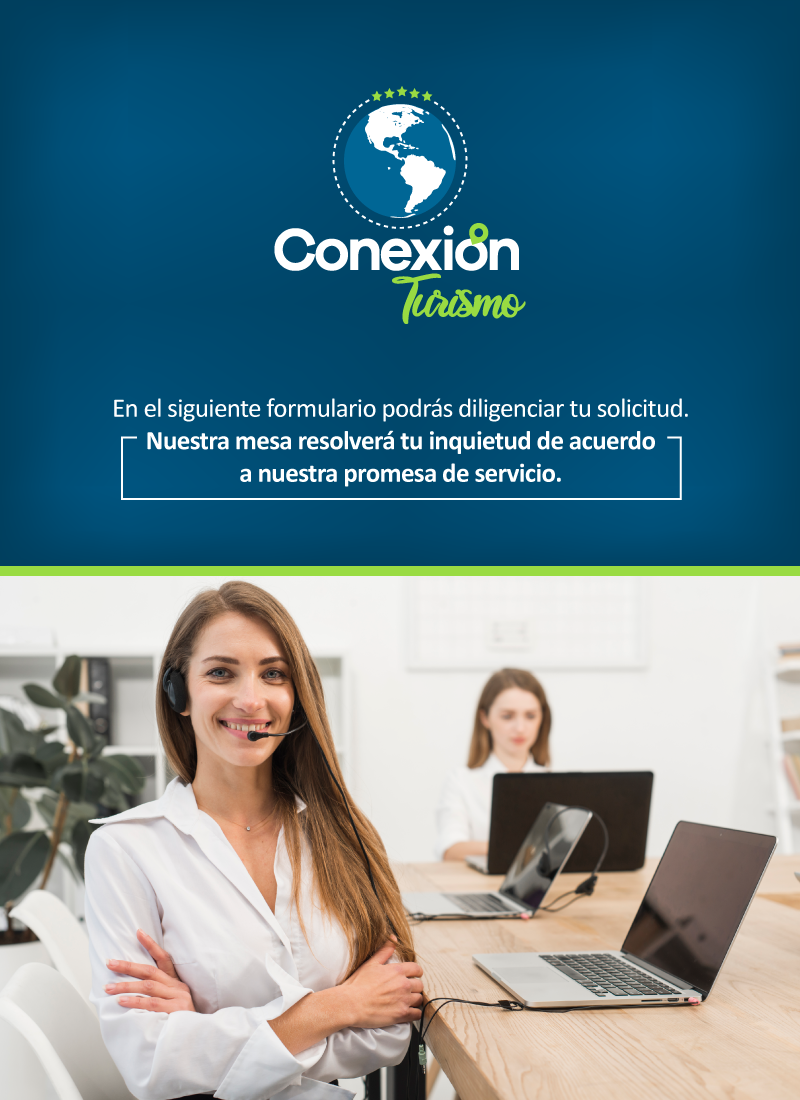 Conexión
Turismo
En el siguiente formulario podrás diligenciar tu solicitud.
Nuestra mesa resolverá tu inquietud de acuerdo
a nuestra promesa de servicio.